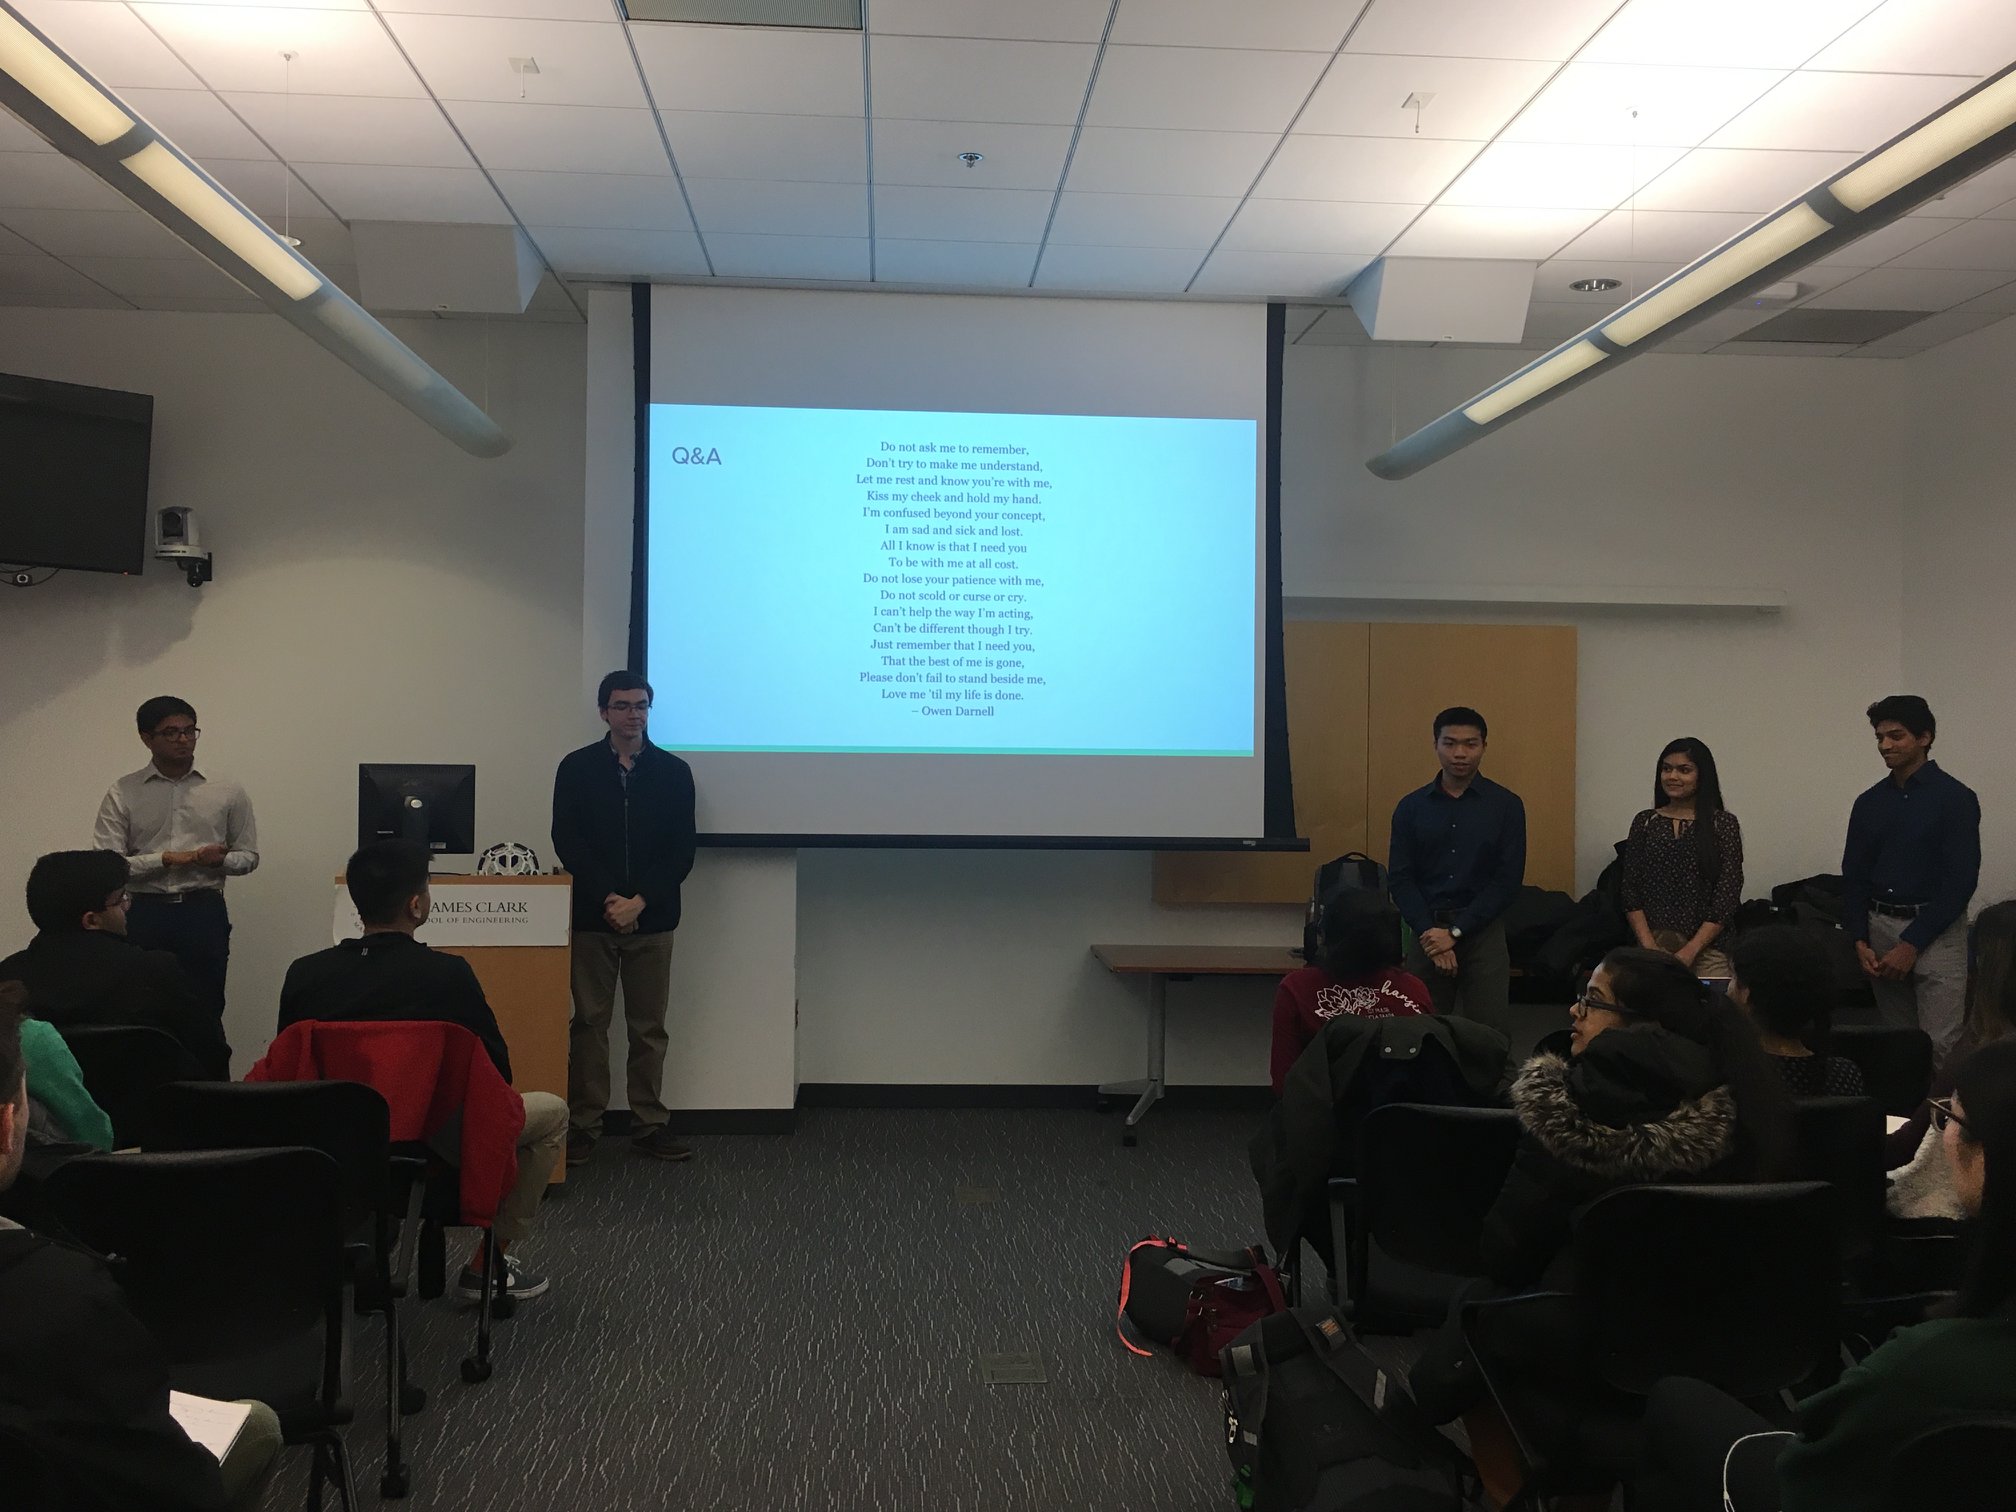 Q&A
Do not ask me to remember,
Don't try to make me understand,
Let me rest and know you're with me,
Kiss my cheek and hold my hand.
I'm confused beyond your concept,
I am sad and sick and lost.
All I know is that I need you
To be with me at all cost.
Do not lose your patience with me,
Do not scold or curse or cry.
I can't help the way I'm acting,
Can't be different though I try.
Just remember that I need you,
That the best of me is gone,
Please don't fail to stand beside me,
Love me 'til my life is done.
– Owen Darnell
AMES CLARK
OOL OF ENGINEERING